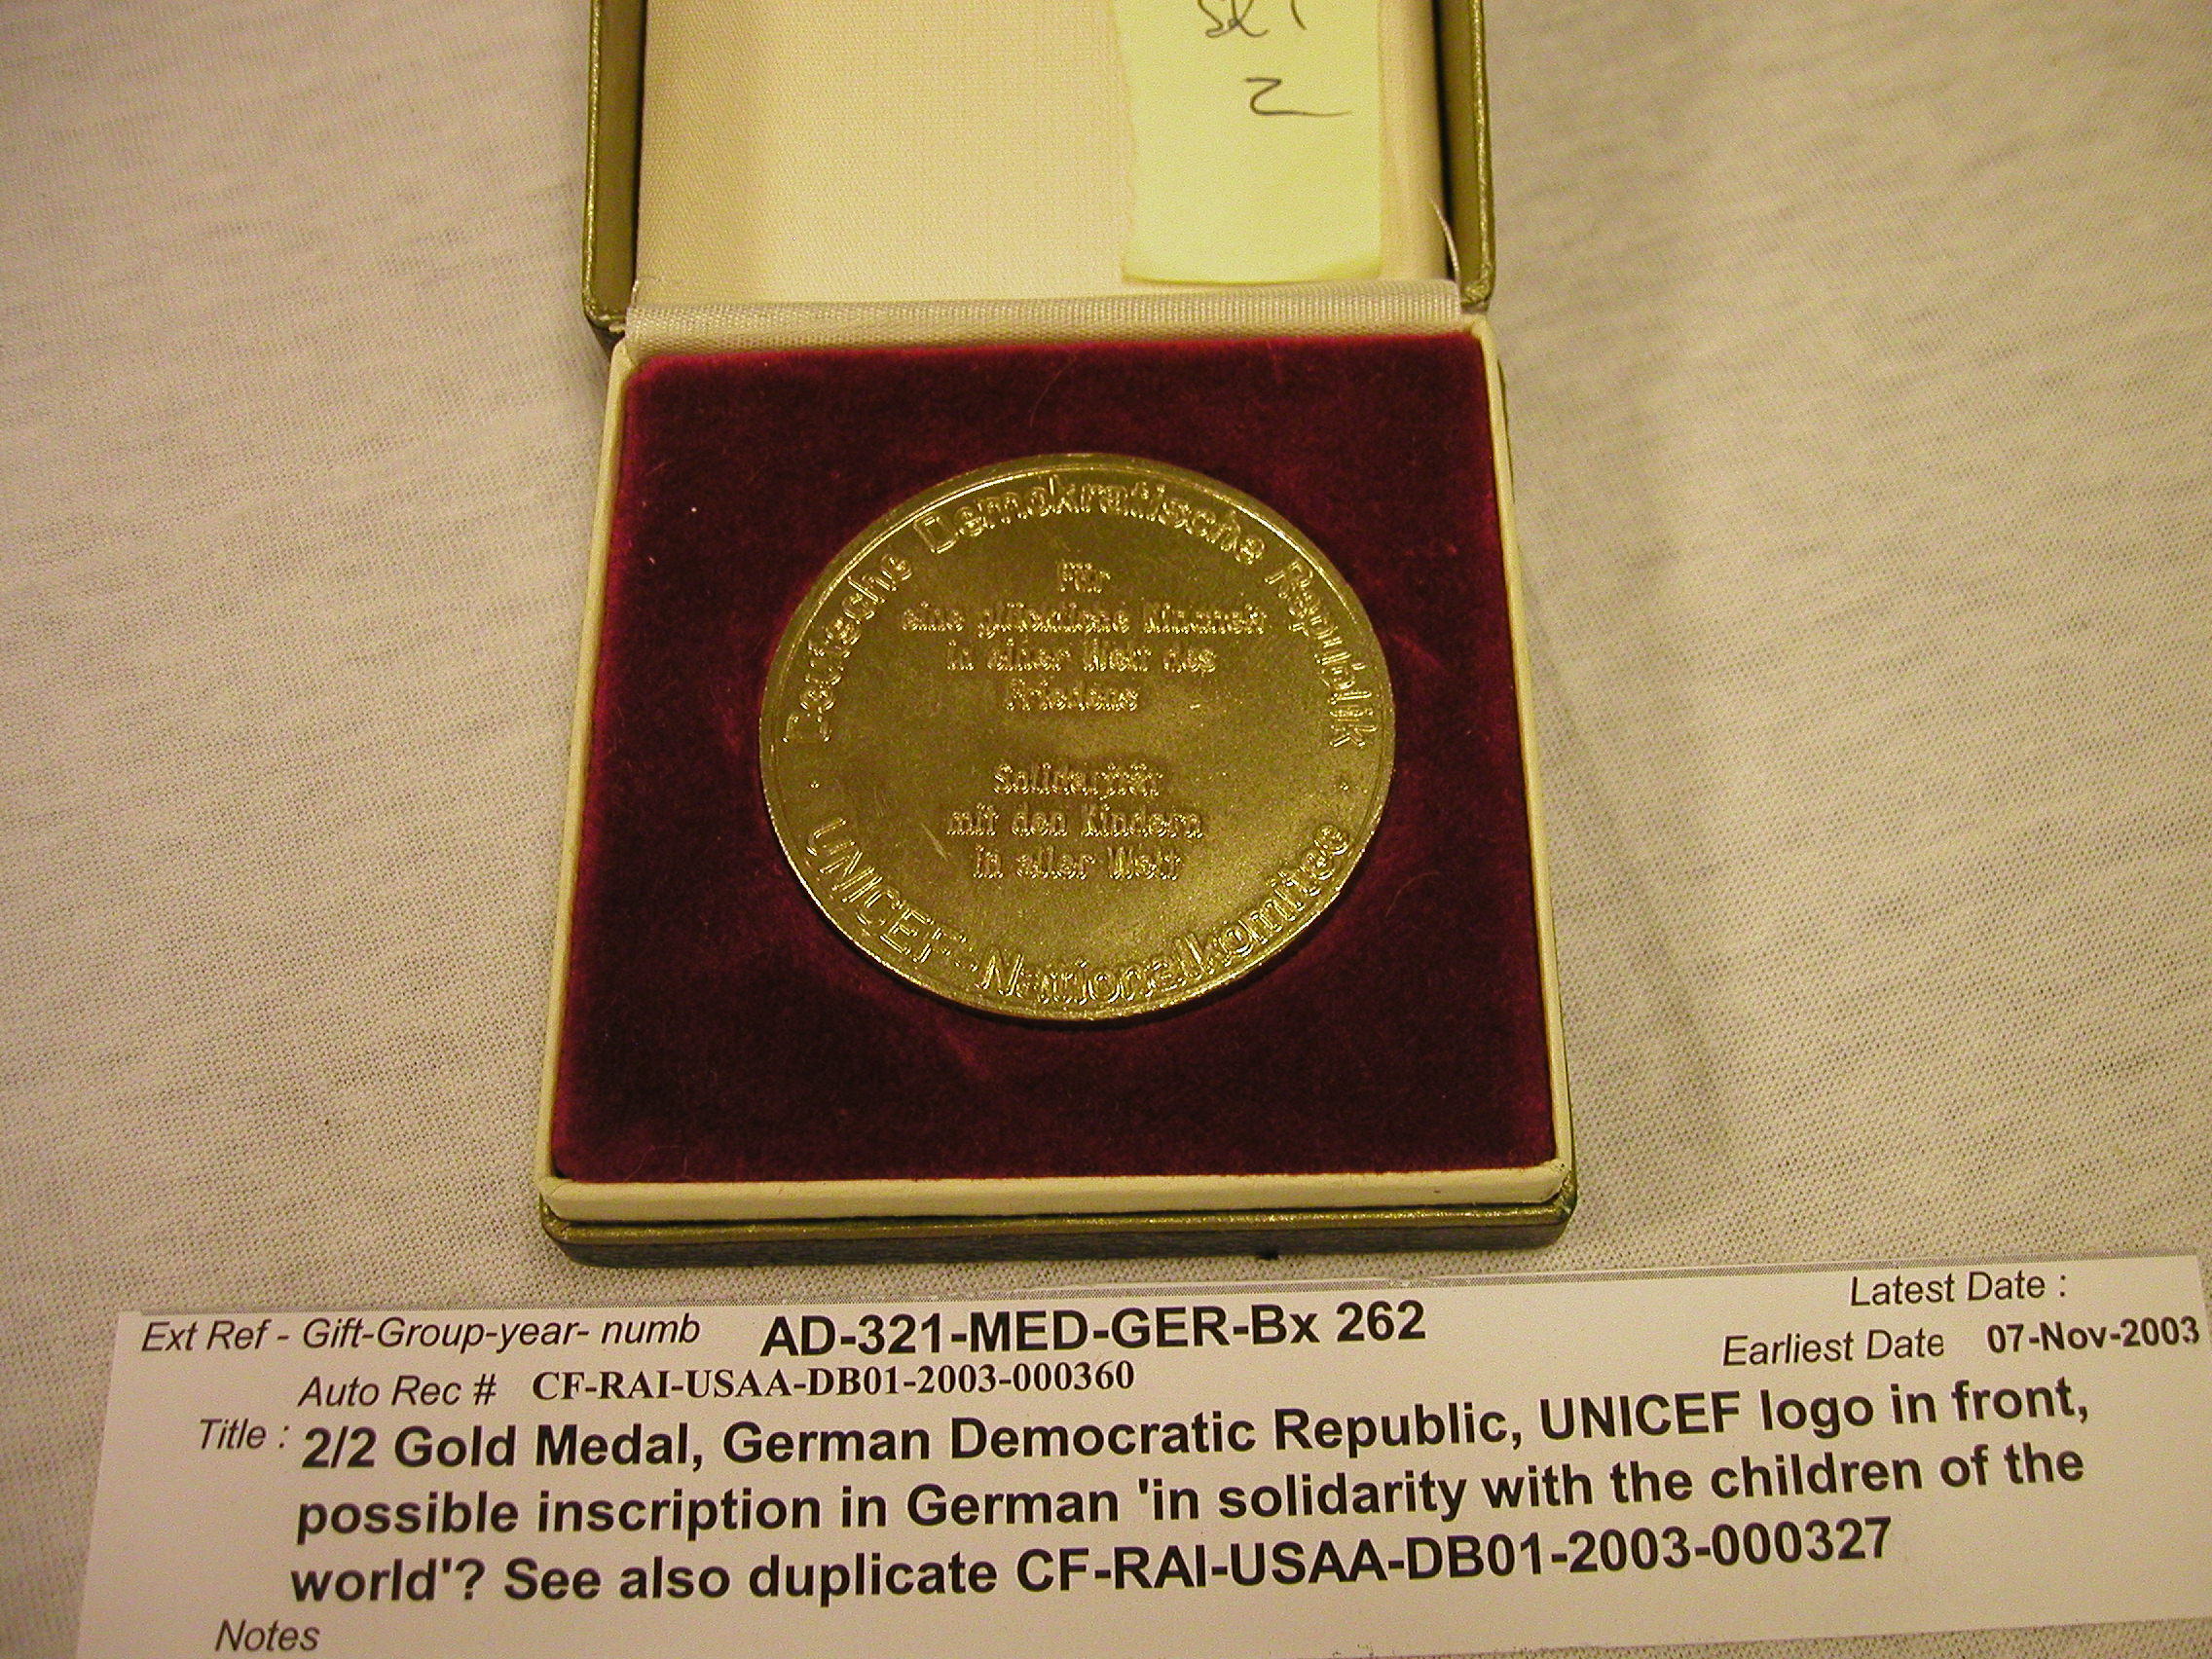 2
Deutsche Demokratische Republik
Für
eine glückliche Kindheit
in einer Welt des
Friedens
Solidarität
mit den Kindern
in aller Welt
UNICEF-Nationalkomitee
Latest Date :
Ext Ref - Gift-Group-year- numb AD-321-MED-GER-Bx 262
Earliest Date 07-Nov-2003
Auto Rec # CF-RAI-USAA-DB01-2003-000360
Title : 2/2 Gold Medal, German Democratic Republic, UNICEF logo in front,
possible inscription in German 'in solidarity with the children of the
world'? See also duplicate CF-RAI-USAA-DB01-2003-000327
Notes